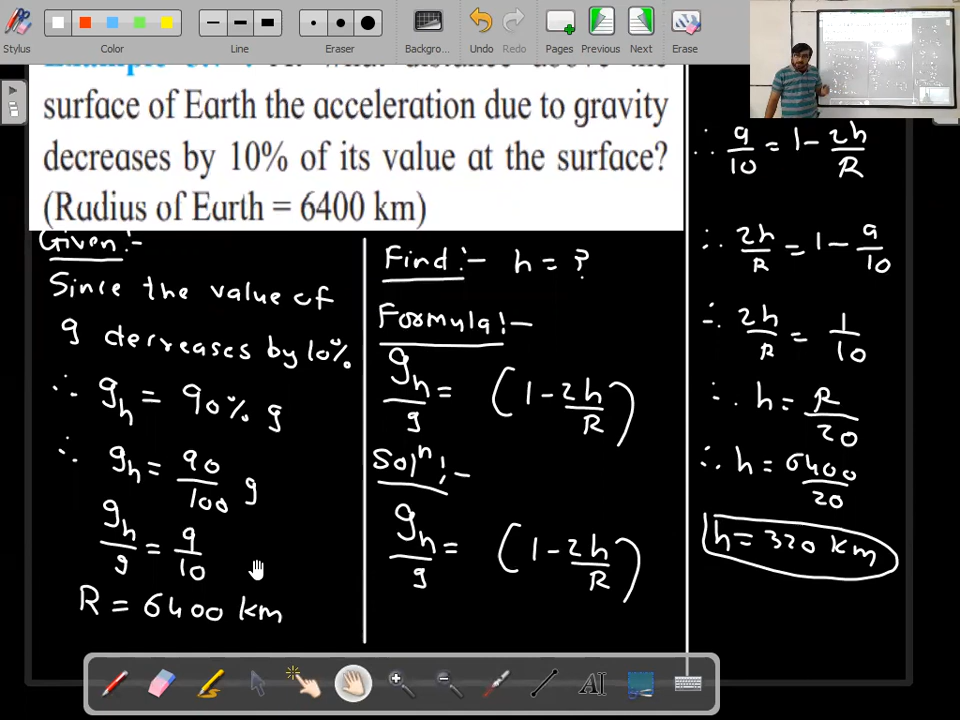 Stylus
Color
Line
Eraser
Backgro...
Undo
Redo
Pages
Previous
Next
Erase
surface of Earth the acceleration due to gravity
decreases by 10% of its value at the surface?
(Radius of Earth = 6400 km)
Given:-
Since the value of
g decreases by 10%
∴ gh = 90% g
∴ gh = 90/100 g
gh/g = 9/10
R = 6400 km
Find:- h = ?
Formula:-
gh/g = (1 - 2h/R)
Solⁿ:-
gh/g = (1 - 2h/R)
∴ 9/10 = 1 - 2h/R
∴ 2h/R = 1 - 9/10
∴ 2h/R = 1/10
∴ h = R/20
∴ h = 6400/20
h = 320 km
AI